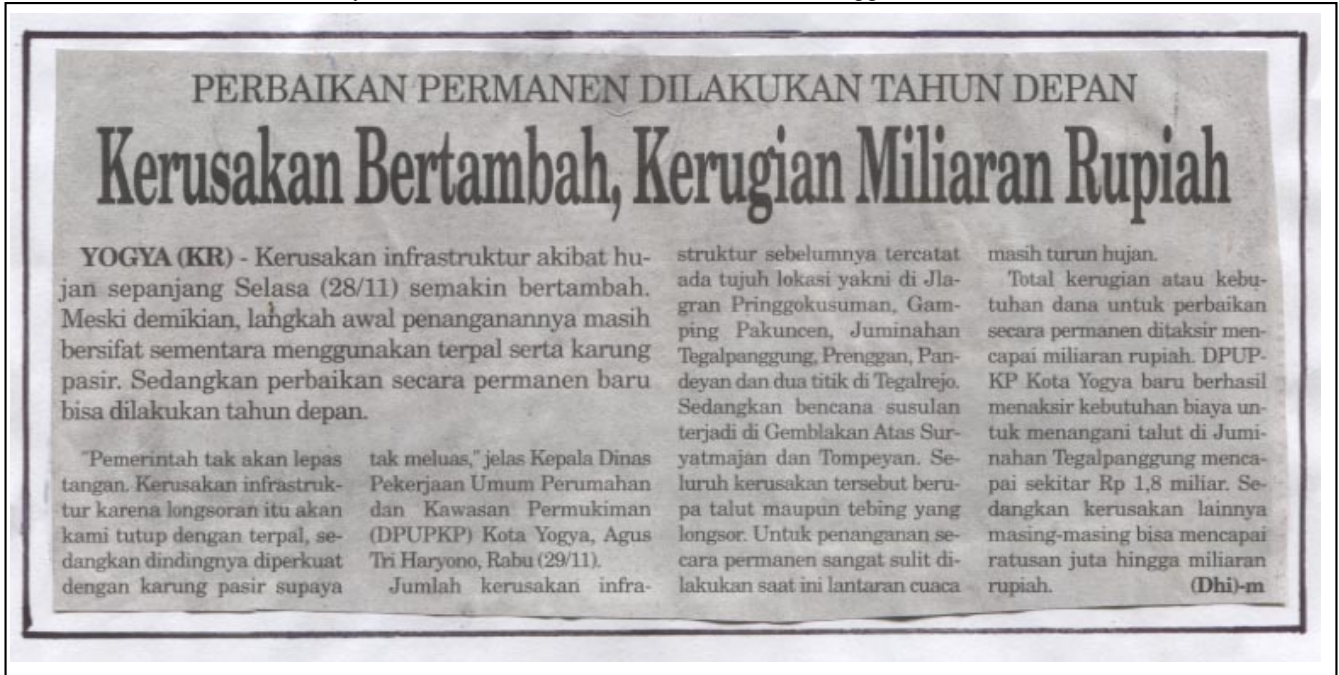 PERBAIKAN PERMANEN DILAKUKAN TAHUN DEPAN
Kerusakan Bertambah, Kerugian Miliaran Rupiah
YOGYA (KR) - Kerusakan infrastruktur akibat hu-
jan sepanjang Selasa (28/11) semakin bertambah.
Meski demikian, langkah awal penanganannya masih
bersifat sementara menggunakan terpal serta karung
pasir. Sedangkan perbaikan secara permanen baru
bisa dilakukan tahun depan.
"Pemerintah tak akan lepas
tangan. Kerusakan infrastruk-
tur karena longsoran itu akan
kami tutup dengan terpal, se-
dangkan dindingnya diperkuat
dengan karung pasir supaya
tak meluas," jelas Kepala Dinas
Pekerjaan Umum Perumahan
dan Kawasan Permukiman
(DPUPKP) Kota Yogya, Agus
Tri Haryono, Rabu (29/11).
Jumlah kerusakan infra-
struktur sebelumnya tercatat
ada tujuh lokasi yakni di Jla-
gran Pringgokusuman, Gam-
ping Pakuncen, Juminahan
Tegalpanggung, Prenggan, Pan-
deyan dan dua titik di Tegalrejo.
Sedangkan bencana susulan
terjadi di Gemblakan Atas Sur-
yatmajan dan Tompeyan. Se-
luruh kerusakan tersebut beru-
pa talut maupun tebing yang
longsor. Untuk penanganan se-
cara permanen sangat sulit di-
lakukan saat ini lantaran cuaca
masih turun hujan.
Total kerugian atau kebu-
tuhan dana untuk perbaikan
secara permanen ditaksir men-
capai miliaran rupiah. DPUP-
KP Kota Yogya baru berhasil
menaksir kebutuhan biaya un-
tuk menangani talut di Jumi-
nahan Tegalpanggung menca-
pai sekitar Rp 1,8 miliar. Se-
dangkan kerusakan lainnya
masing-masing bisa mencapai
ratusan juta hingga miliaran
rupiah. (Dhi)-m